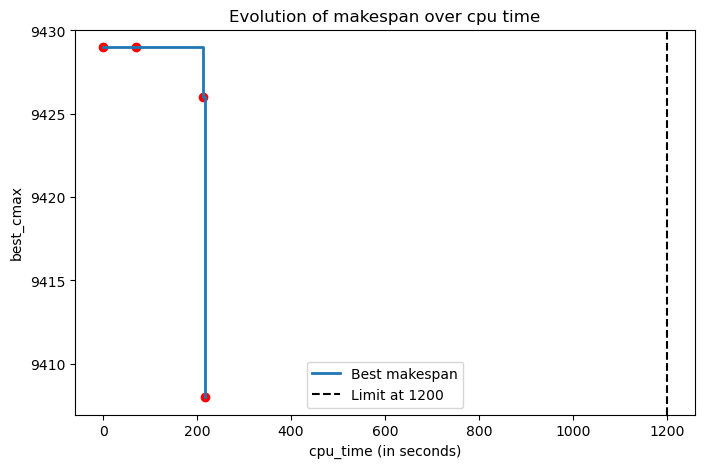 Evolution of makespan over cpu time
best_cmax
9430
9425
9420
9415
9410
0
200
400
600
800
1000
1200
cpu_time (in seconds)
Best makespan
Limit at 1200